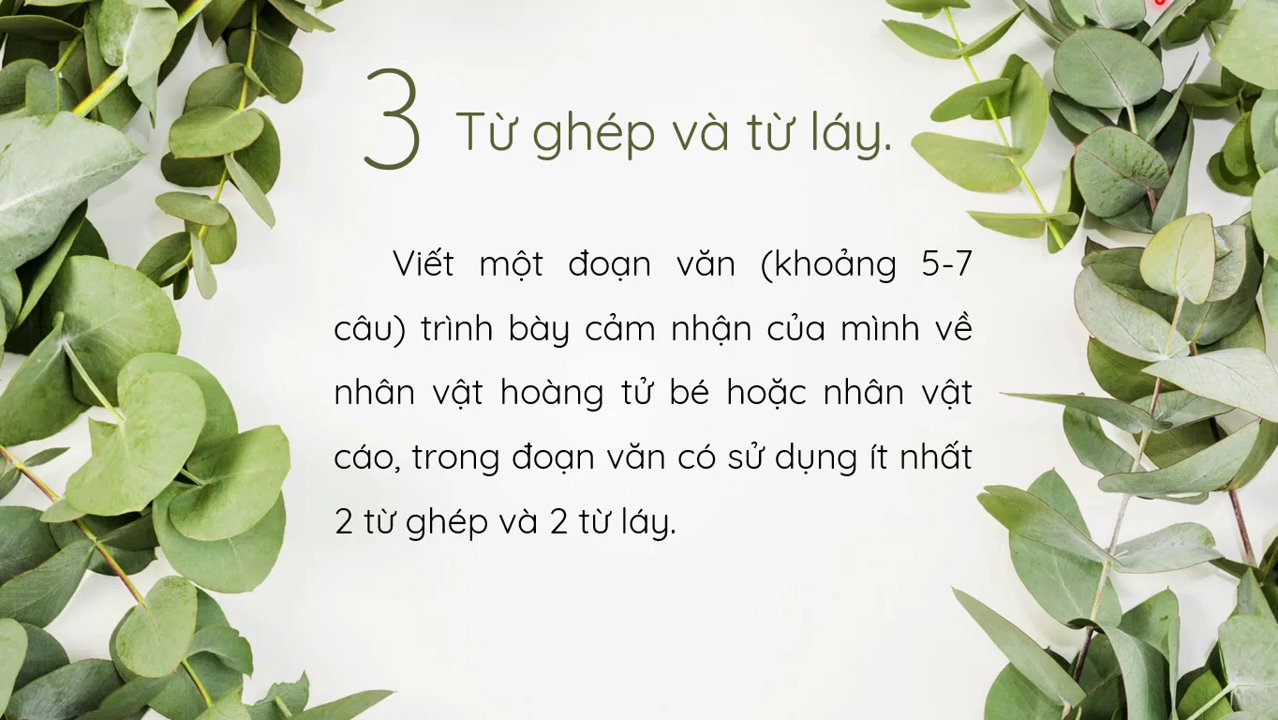 3 Từ ghép và từ láy.
Viết một đoạn văn (khoảng 5-7
câu) trình bày cảm nhận của mình về
nhân vật hoàng tử bé hoặc nhân vật
cáo, trong đoạn văn có sử dụng ít nhất
2 từ ghép và 2 từ láy.